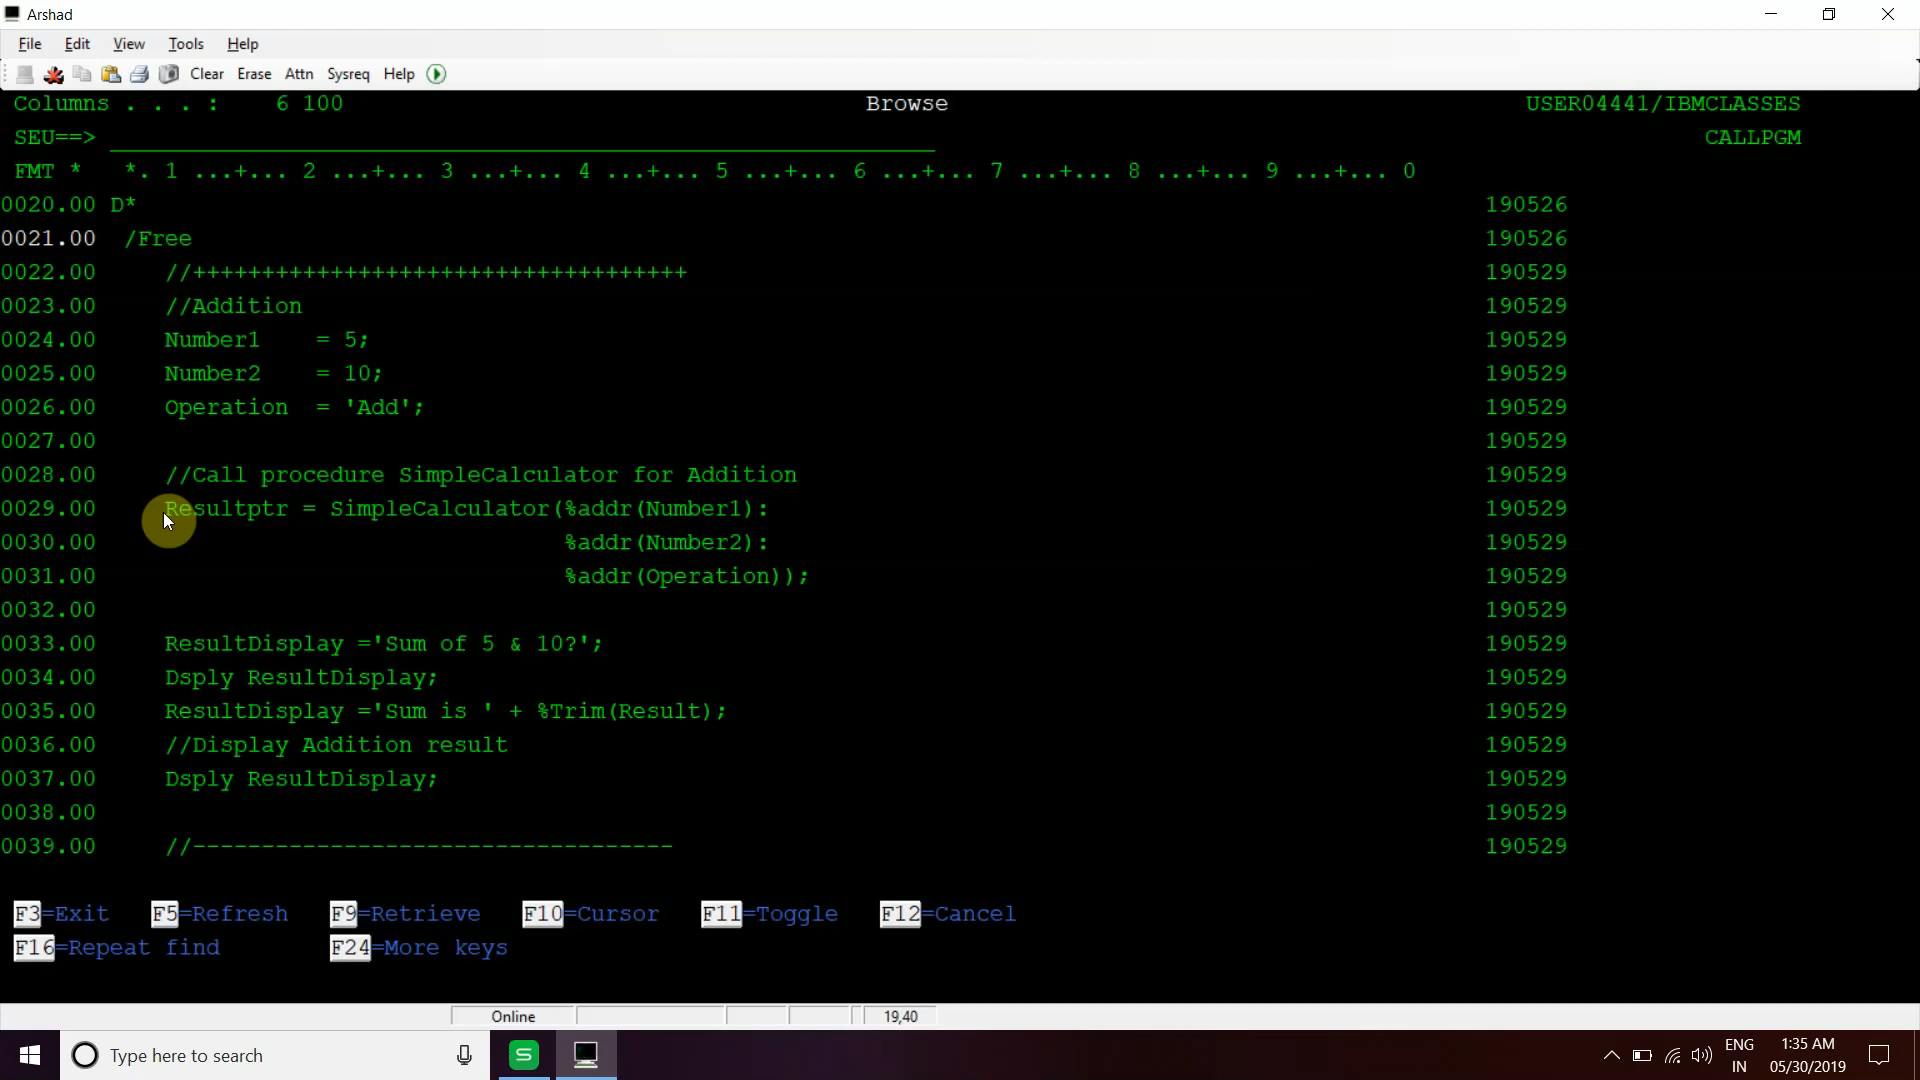 Arshad
File Edit View Tools Help
Clear Erase Attn Sysreq Help
Columns . . . : 6 100 Browse USER04441/IBMCLASSES
SEU==> CALLPGM
FMT * *. 1 ...+... 2 ...+... 3 ...+... 4 ...+... 5 ...+... 6 ...+... 7 ...+... 8 ...+... 9 ...+... 0
0020.00 D* 190526
0021.00 /Free 190526
0022.00 //++++++++++++++++++++++++++++++++++++ 190529
0023.00 //Addition 190529
0024.00 Number1 = 5; 190529
0025.00 Number2 = 10; 190529
0026.00 Operation = 'Add'; 190529
0027.00 190529
0028.00 //Call procedure SimpleCalculator for Addition 190529
0029.00 Resultptr = SimpleCalculator(%addr(Number1): 190529
0030.00 %addr(Number2): 190529
0031.00 %addr(Operation)); 190529
0032.00 190529
0033.00 ResultDisplay ='Sum of 5 & 10?'; 190529
0034.00 Dsply ResultDisplay; 190529
0035.00 ResultDisplay ='Sum is ' + %Trim(Result); 190529
0036.00 //Display Addition result 190529
0037.00 Dsply ResultDisplay; 190529
0038.00 190529
0039.00 //----------------------------------- 190529
F3=Exit F5=Refresh F9=Retrieve F10=Cursor F11=Toggle F12=Cancel
F16=Repeat find F24=More keys
Online 19,40
Type here to search S ENG 1:35 AM
IN 05/30/2019